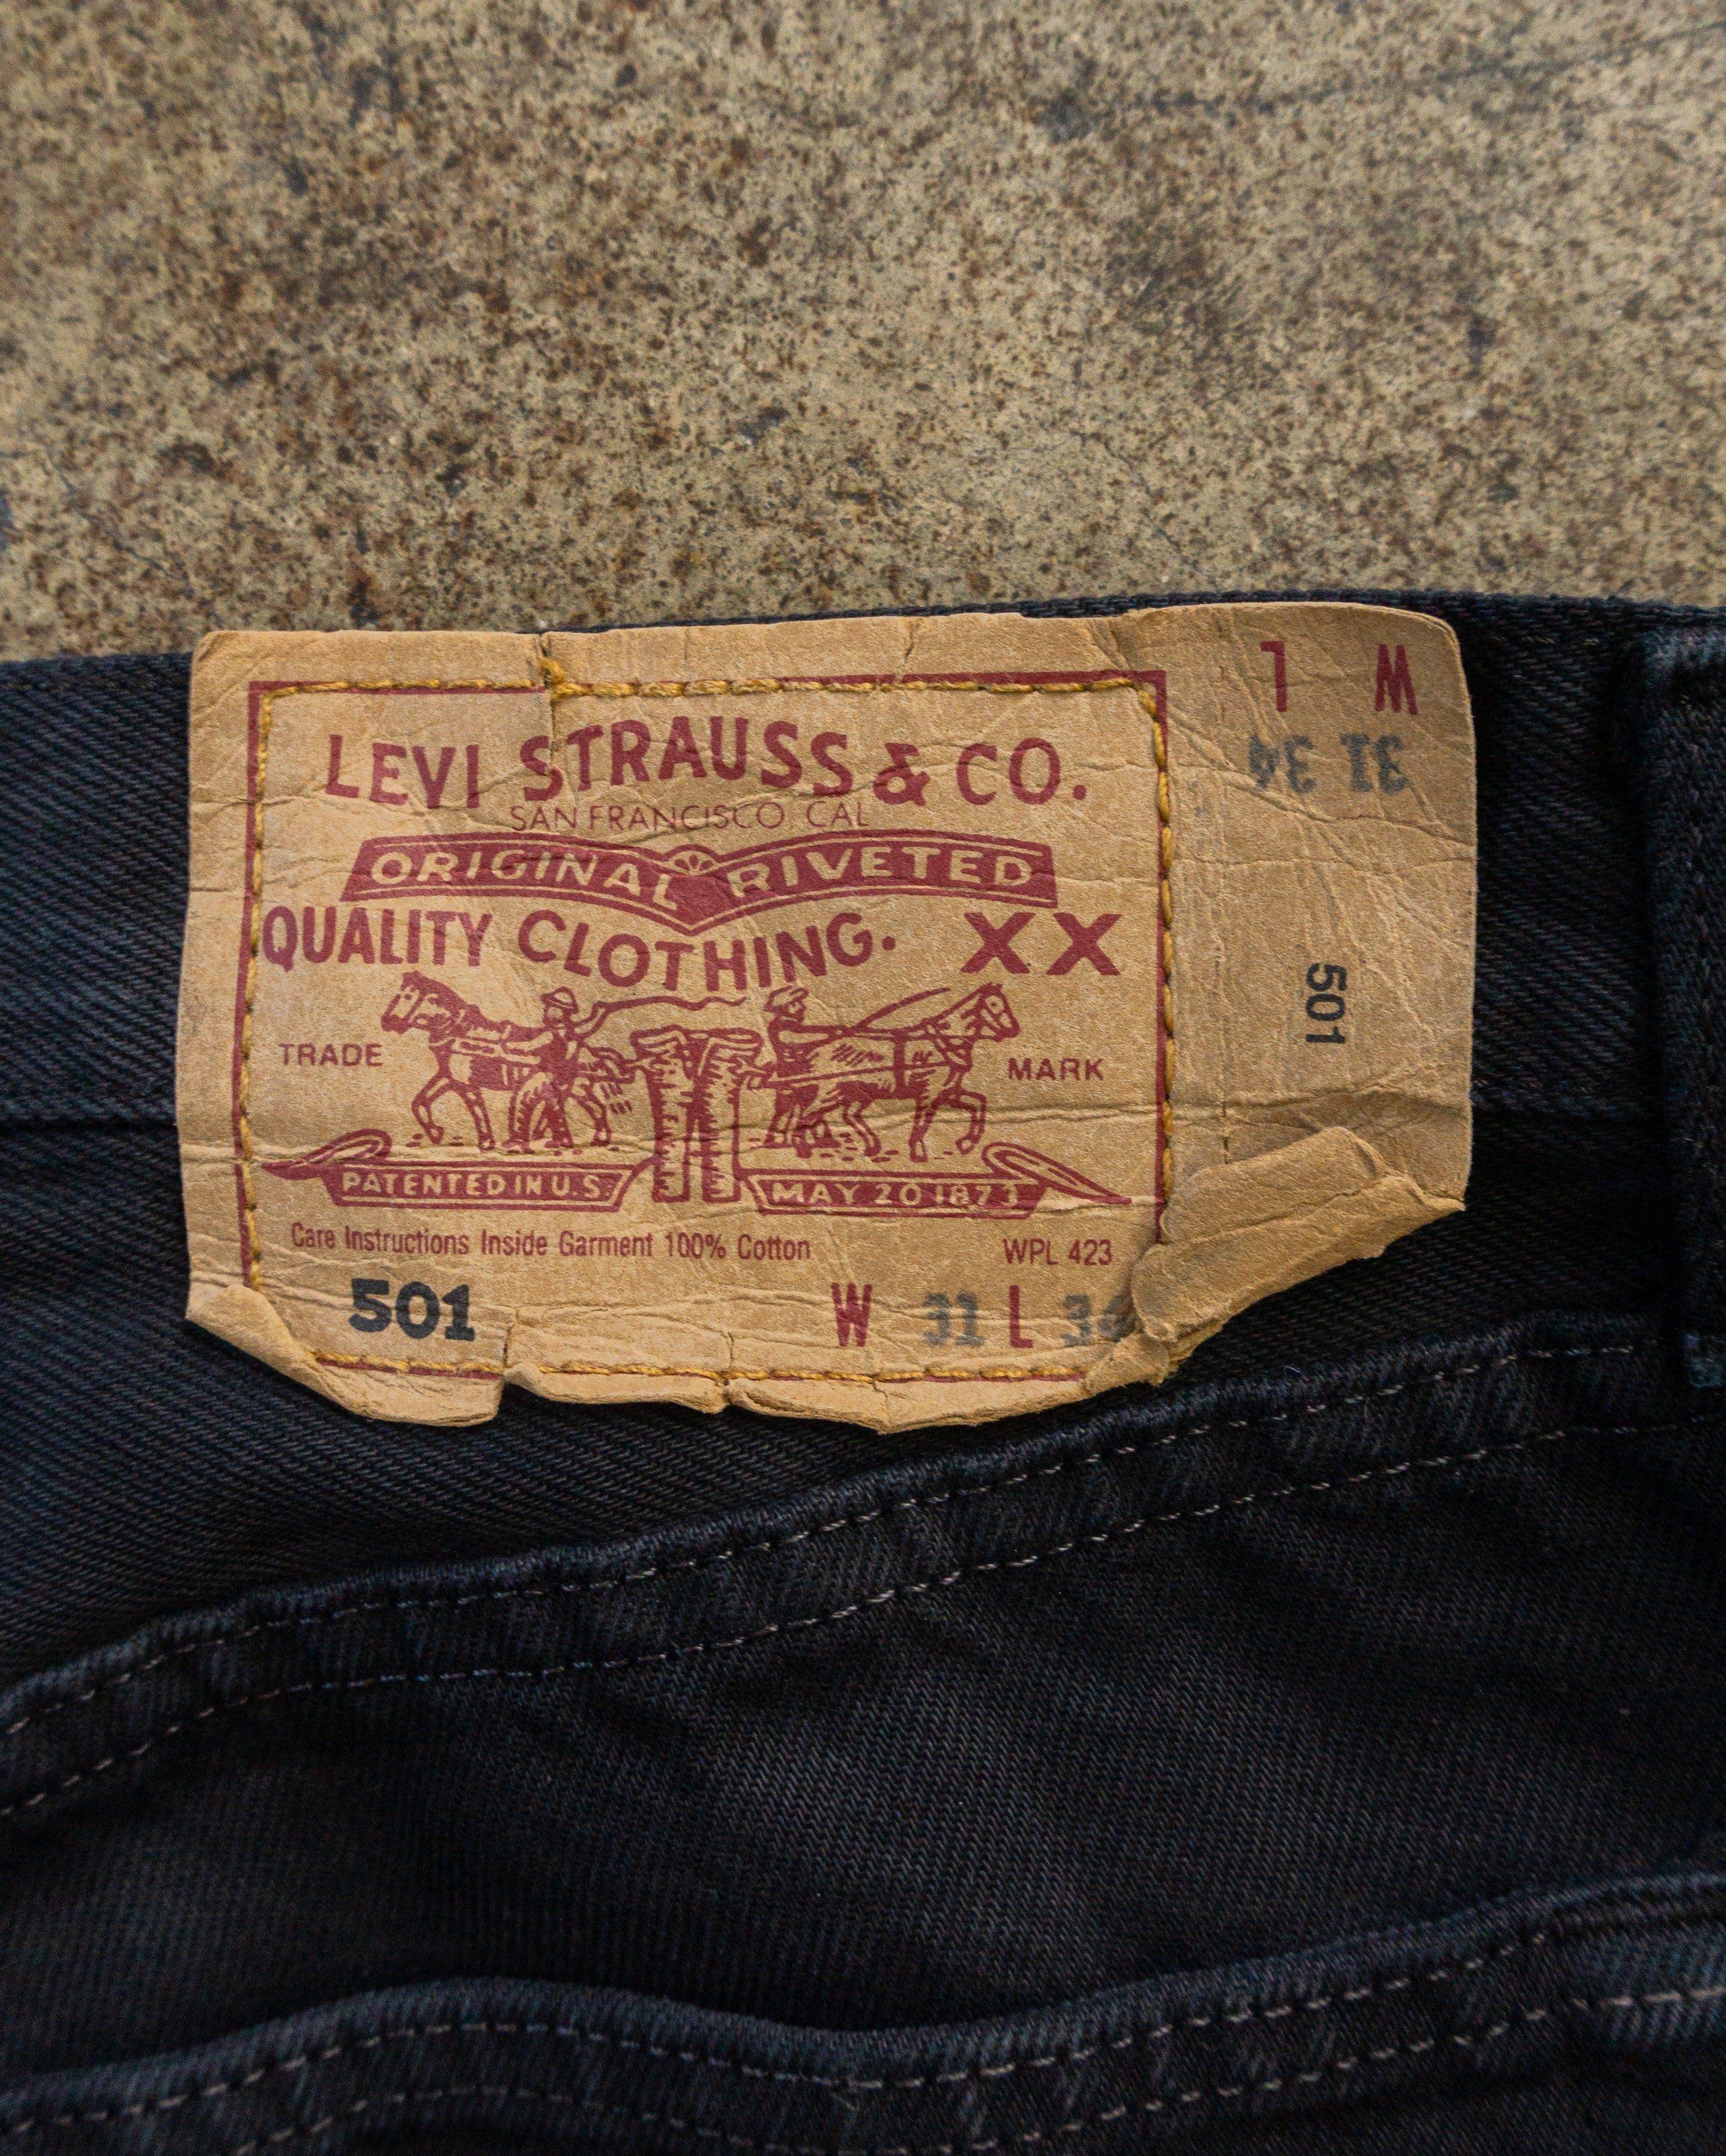 LEVI STRAUSS & CO.
SAN FRANCISCO CAL
ORIGINAL RIVETED
QUALITY CLOTHING. XX
TRADE MARK
PATENTED IN U.S. MAY 20 1873
Care Instructions Inside Garment 100% Cotton WPL 423
501 W 31 L 34
W L
31 34
501